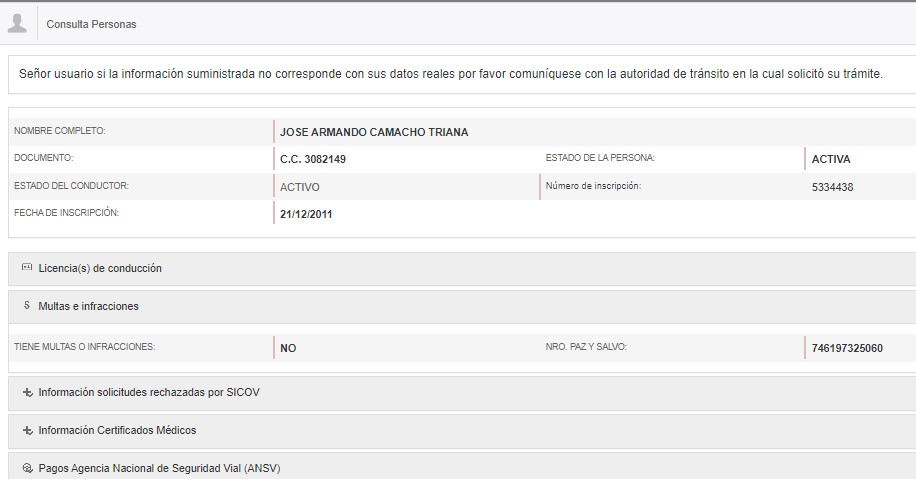 Consulta Personas
Señor usuario si la información suministrada no corresponde con sus datos reales por favor comuníquese con la autoridad de tránsito en la cual solicitó su trámite.
NOMBRE COMPLETO: JOSE ARMANDO CAMACHO TRIANA
DOCUMENTO: C.C. 3082149 ESTADO DE LA PERSONA: ACTIVA
ESTADO DEL CONDUCTOR: ACTIVO Número de inscripción: 5334438
FECHA DE INSCRIPCIÓN: 21/12/2011
Licencia(s) de conducción
Multas e infracciones
TIENE MULTAS O INFRACCIONES: NO NRO. PAZ Y SALVO: 746197325060
Información solicitudes rechazadas por SICOV
Información Certificados Médicos
Pagos Agencia Nacional de Seguridad Vial (ANSV)